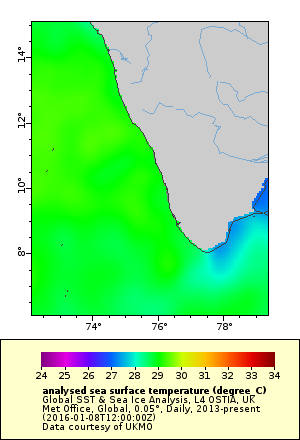 14°
12°
10°
8°
74° 76° 78°
24 25 26 27 28 29 30 31 32 33 34
analysed sea surface temperature (degree_C)
Global SST & Sea Ice Analysis, L4 OSTIA, UK
Met Office, Global, 0.05°, Daily, 2013-present
(2016-01-08T12:00:00Z)
Data courtesy of UKMO